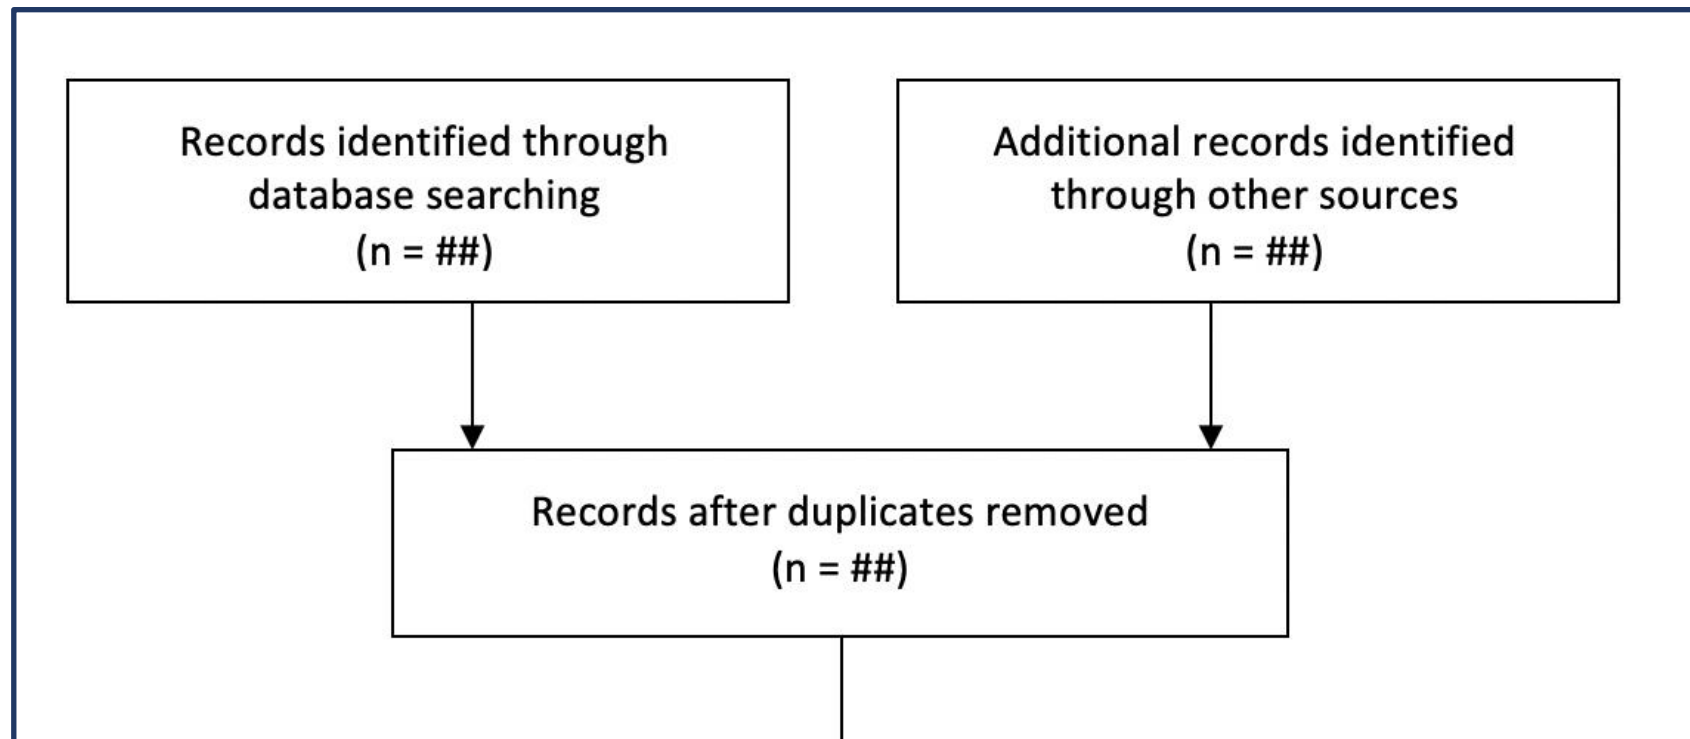 Records identified through
database searching
(n = ##)
Additional records identified
through other sources
(n = ##)
Records after duplicates removed
(n = ##)